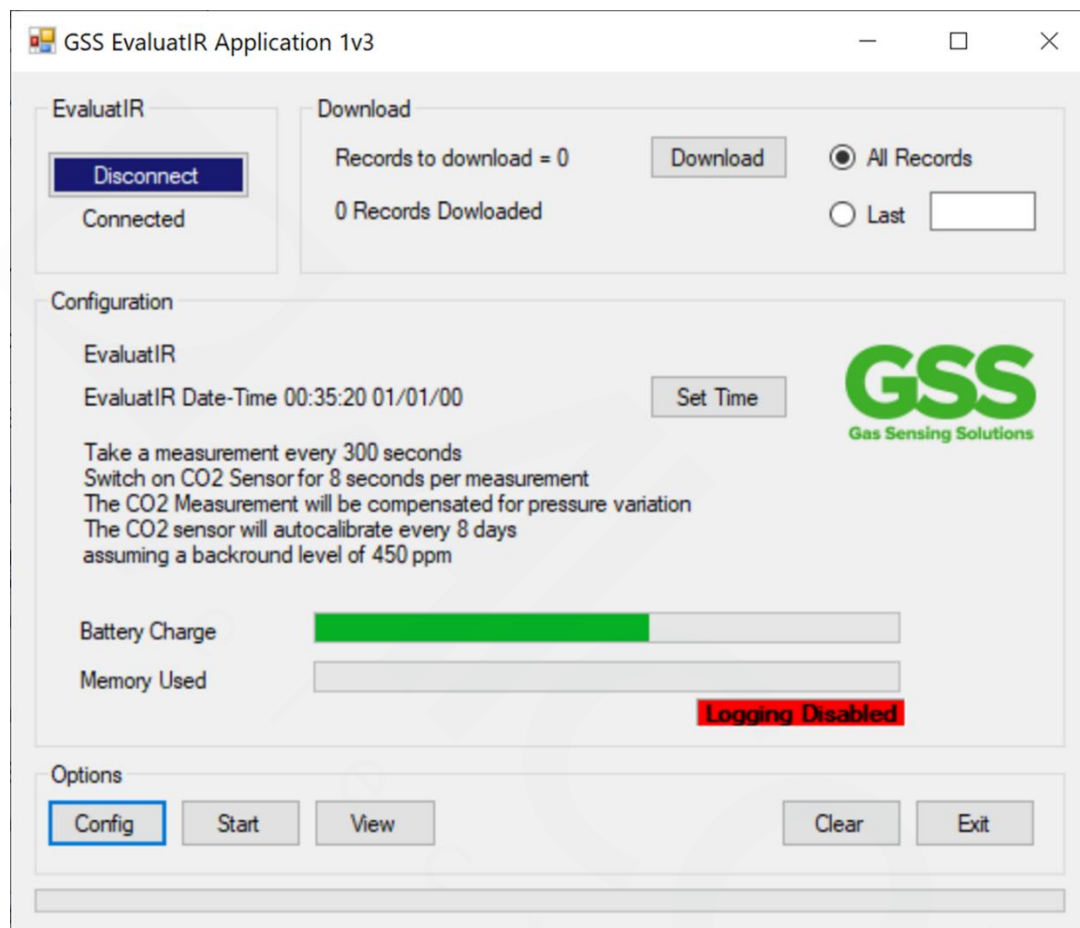 GSS EvaluatIR Application 1v3
EvaluatIR
Disconnect
Connected
Download
Records to download = 0
Download
All Records
0 Records Dowloaded
Last
Configuration
EvaluatIR
EvaluatIR Date-Time 00:35:20 01/01/00
Set Time
GSS
Gas Sensing Solutions
Take a measurement every 300 seconds
Switch on CO2 Sensor for 8 seconds per measurement
The CO2 Measurement will be compensated for pressure variation
The CO2 sensor will autocalibrate every 8 days
assuming a backround level of 450 ppm
Battery Charge
Memory Used
Logging Disabled
Options
Config
Start
View
Clear
Exit